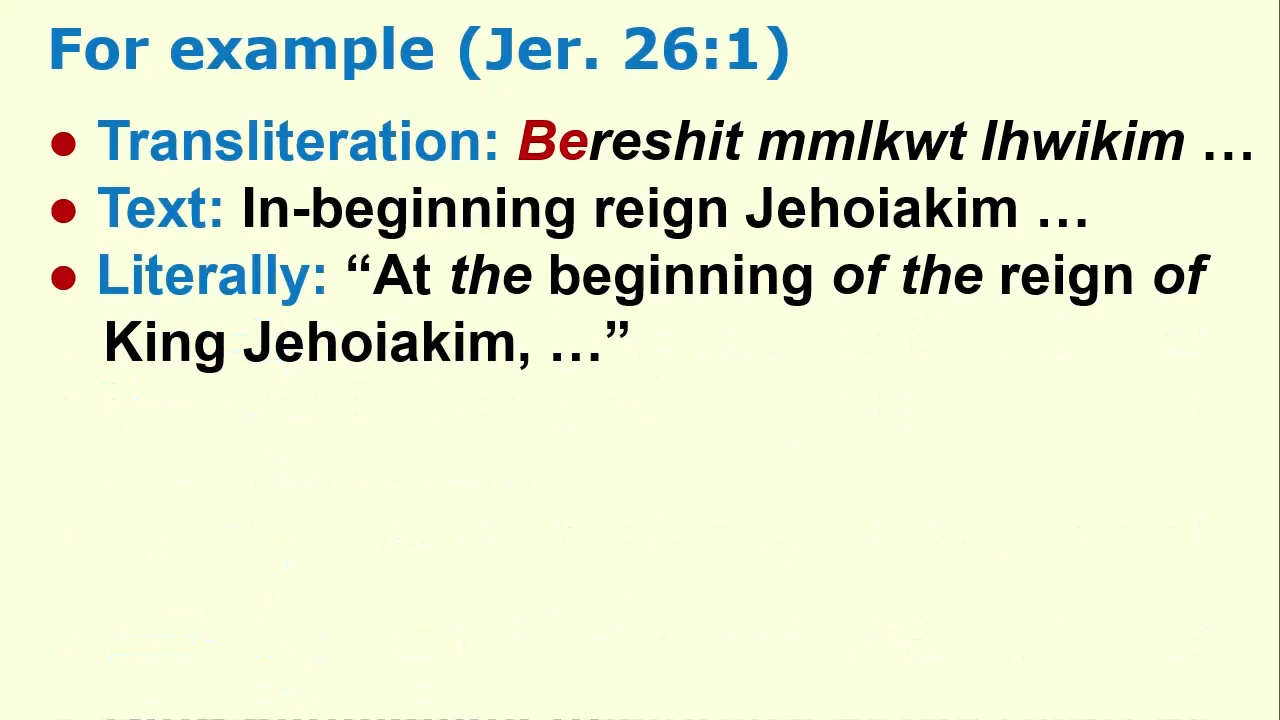 For example (Jer. 26:1)
● Transliteration: Bereshit mmlkwt Ihwikim …
● Text: In-beginning reign Jehoiakim …
● Literally: “At the beginning of the reign of
King Jehoiakim, …”